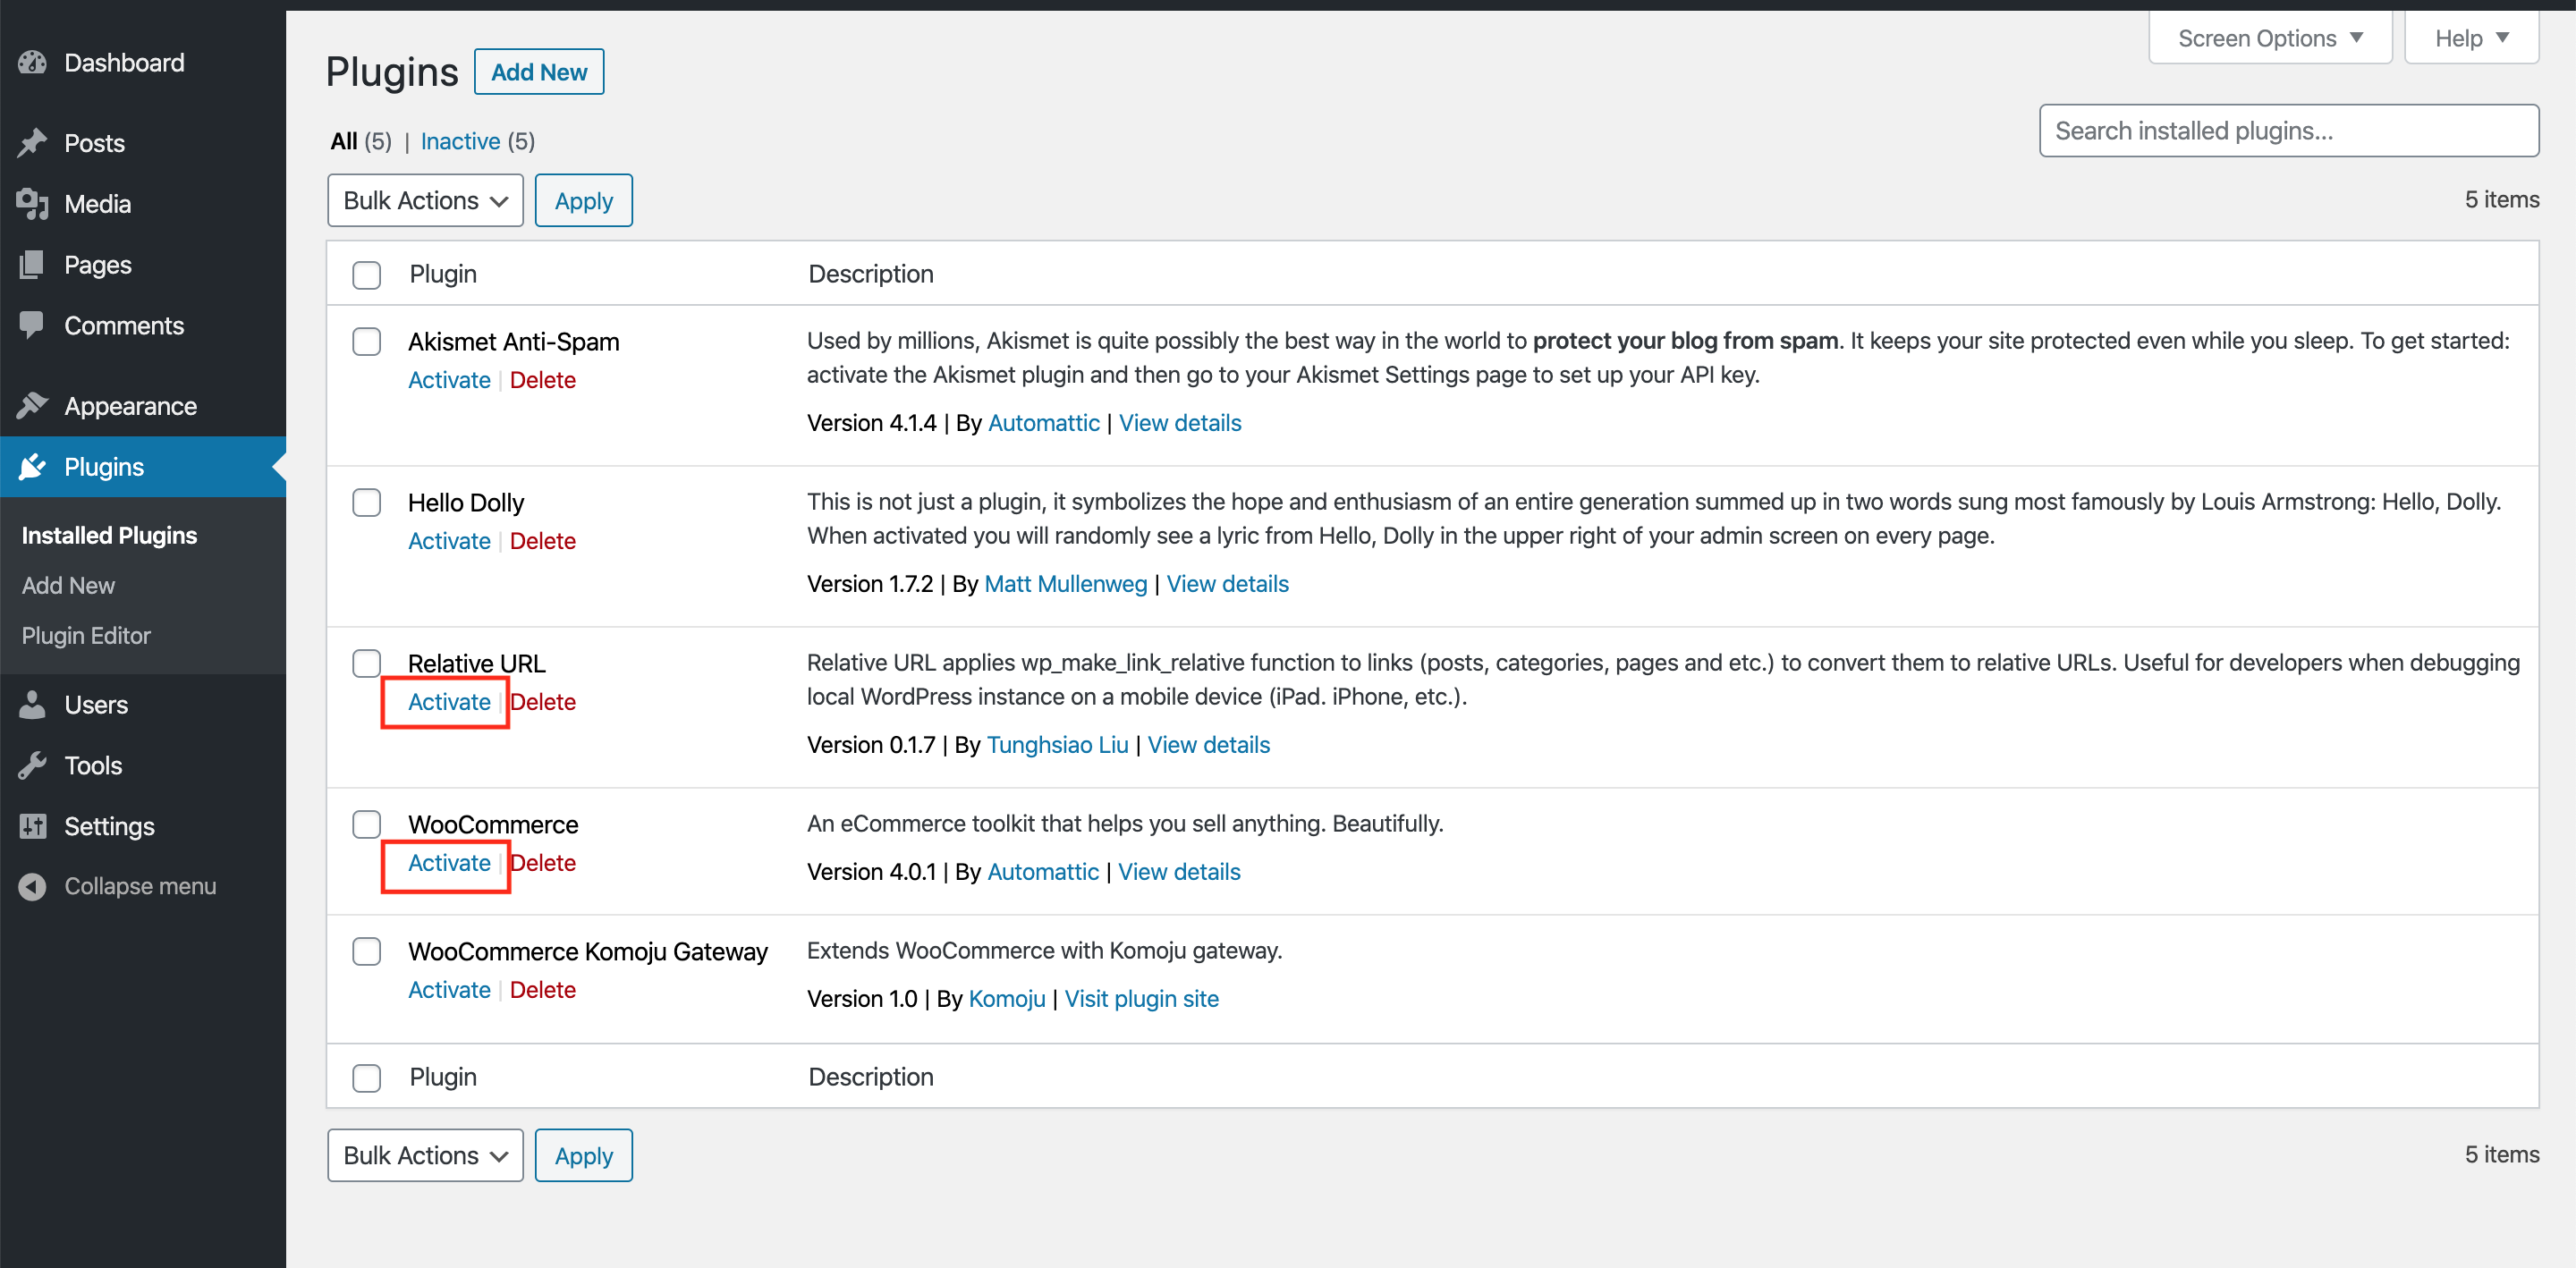 Dashboard
Posts
Media
Pages
Comments
Appearance
Plugins
Installed Plugins
Add New
Plugin Editor
Users
Tools
Settings
Collapse menu
Screen Options
Help
Plugins Add New
All (5) | Inactive (5)
Search installed plugins...
Bulk Actions Apply
5 items
Plugin Description
Akismet Anti-Spam
Activate | Delete
Used by millions, Akismet is quite possibly the best way in the world to protect your blog from spam. It keeps your site protected even while you sleep. To get started:
activate the Akismet plugin and then go to your Akismet Settings page to set up your API key.
Version 4.1.4 | By Automattic | View details
Hello Dolly
Activate | Delete
This is not just a plugin, it symbolizes the hope and enthusiasm of an entire generation summed up in two words sung most famously by Louis Armstrong: Hello, Dolly.
When activated you will randomly see a lyric from Hello, Dolly in the upper right of your admin screen on every page.
Version 1.7.2 | By Matt Mullenweg | View details
Relative URL
Activate | Delete
Relative URL applies wp_make_link_relative function to links (posts, categories, pages and etc.) to convert them to relative URLs. Useful for developers when debugging
local WordPress instance on a mobile device (iPad. iPhone, etc.).
Version 0.1.7 | By Tunghsiao Liu | View details
WooCommerce
Activate | Delete
An eCommerce toolkit that helps you sell anything. Beautifully.
Version 4.0.1 | By Automattic | View details
WooCommerce Komoju Gateway
Activate | Delete
Extends WooCommerce with Komoju gateway.
Version 1.0 | By Komoju | Visit plugin site
Plugin Description
Bulk Actions Apply
5 items